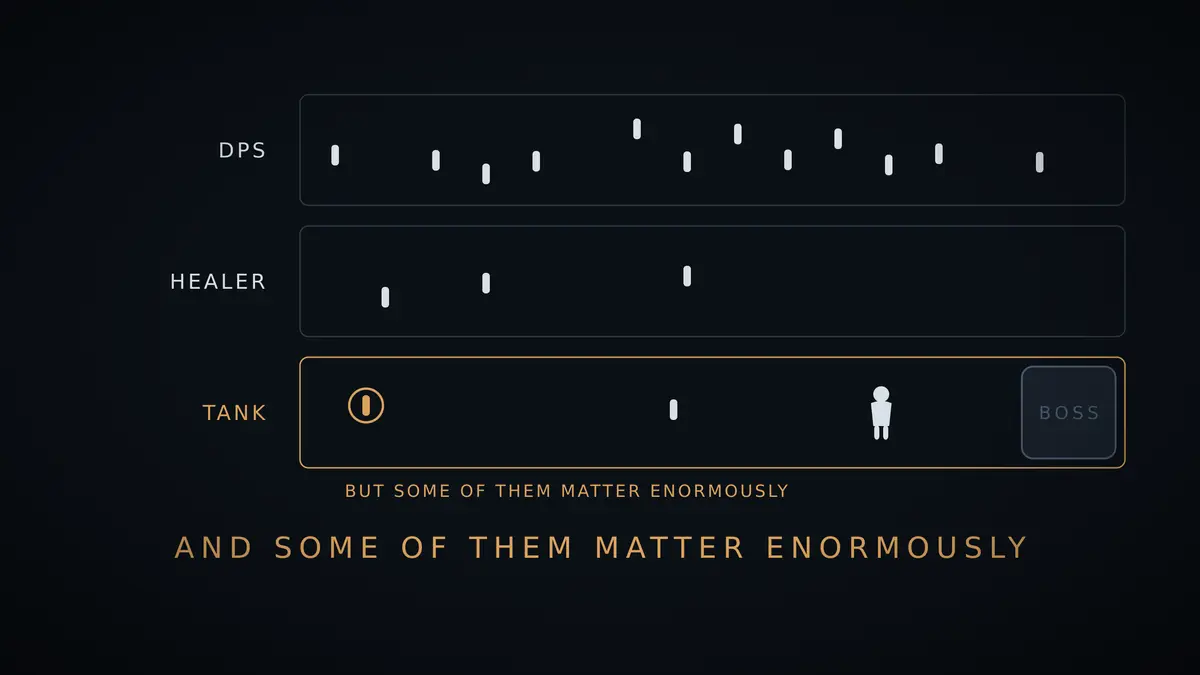 DPS
HEALER
TANK
BOSS
BUT SOME OF THEM MATTER ENORMOUSLY
AND SOME OF THEM MATTER ENORMOUSLY